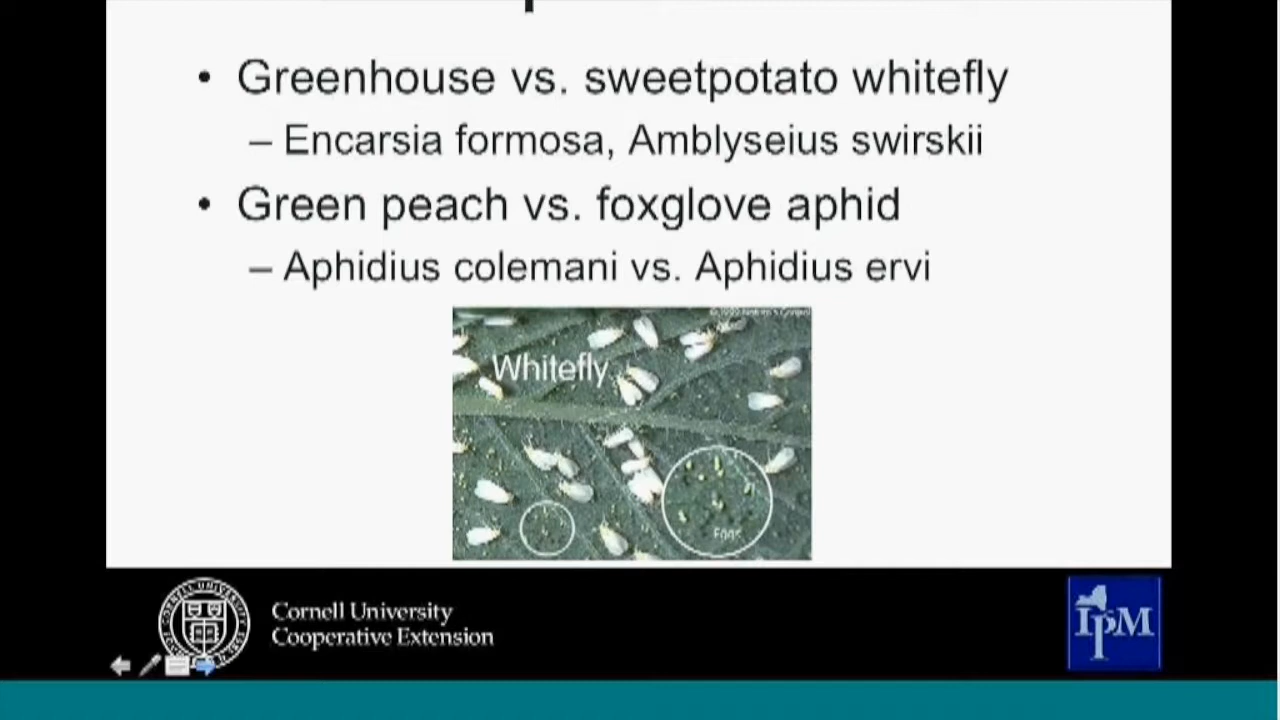 • Greenhouse vs. sweetpotato whitefly
– Encarsia formosa, Amblyseius swirskii
• Green peach vs. foxglove aphid
– Aphidius colemani vs. Aphidius ervi
Whitefly
Eggs
Cornell University
Cooperative Extension
IPM